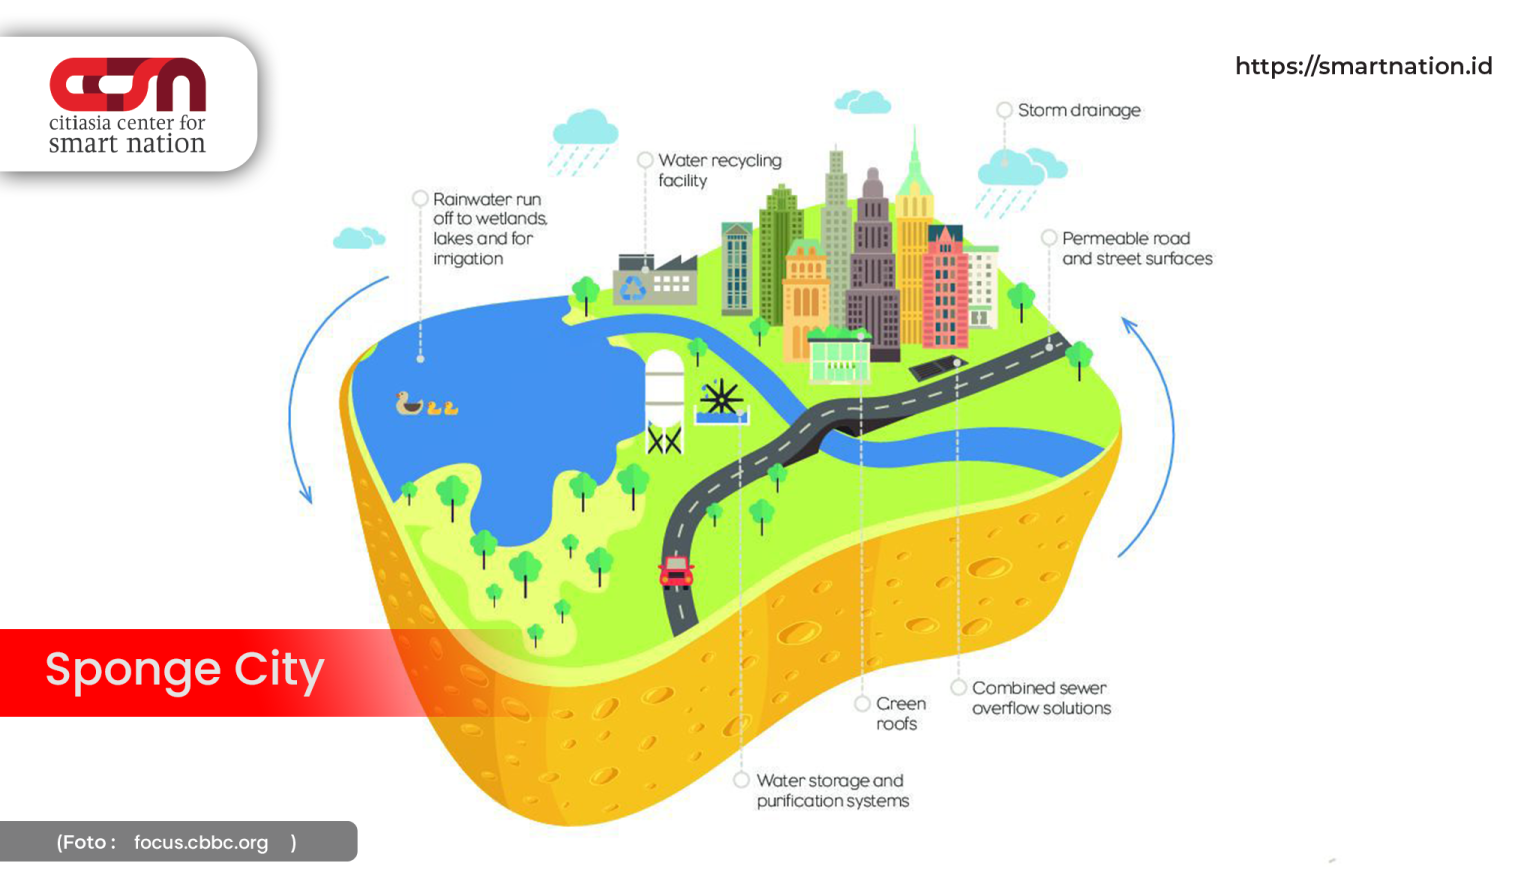 citiasia center for
smart nation
https://smartnation.id
Storm drainage
Water recycling
facility
Rainwater run
off to wetlands,
lakes and for
irrigation
Permeable road
and street surfaces
Sponge City
Combined sewer
overflow solutions
Green
roofs
Water storage and
purification systems
(Foto : focus.cbbc.org )